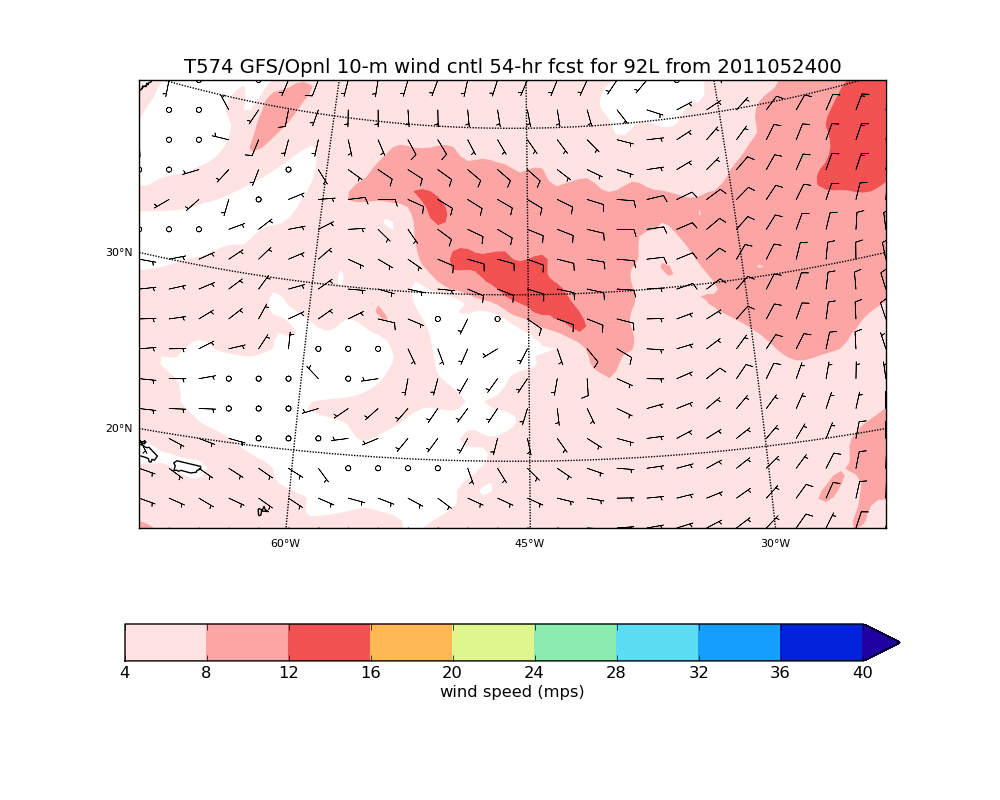 T574 GFS/Opnl 10-m wind cntl 54-hr fcst for 92L from 2011052400
30°N
20°N
60°W 45°W 30°W
4 8 12 16 20 24 28 32 36 40
wind speed (mps)